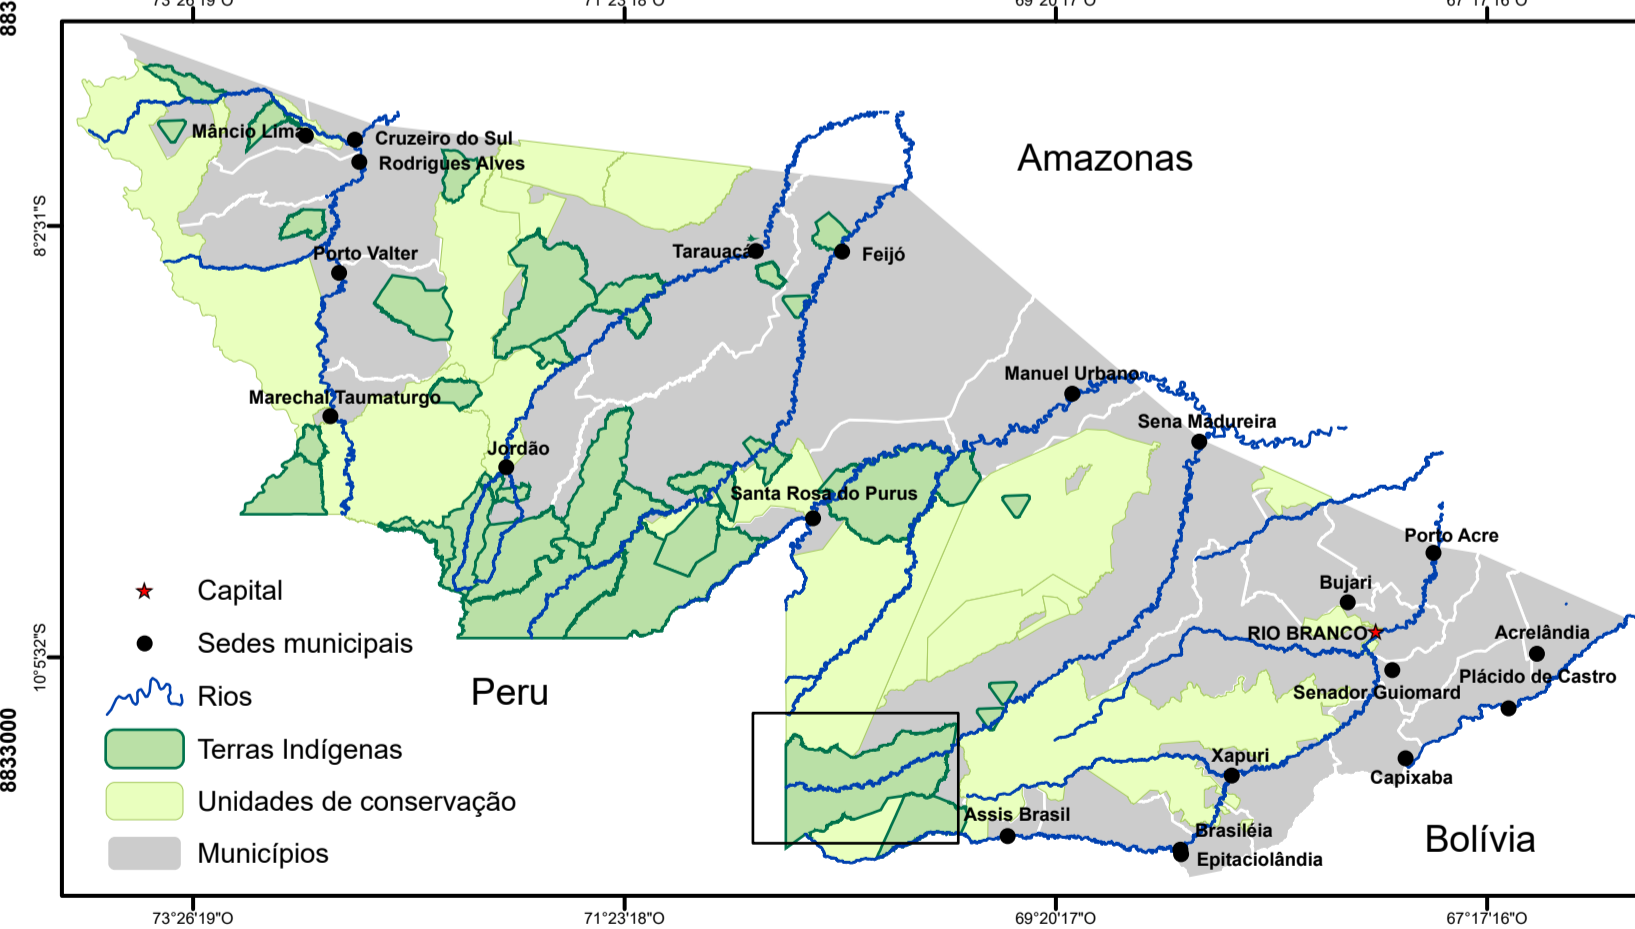 73°26'19"O
71°23'18"O
69°20'17"O
67°17'16"O
883
Amazonas
Mâncio Lima
Cruzeiro do Sul
Rodrigues Alves
8°2'31"S
Porto Valter
Tarauacá
Feijó
Manuel Urbano
Marechal Taumaturgo
Sena Madureira
Jordão
Santa Rosa do Purus
Porto Acre
Bujari
Capital
RIO BRANCO
Acrelândia
Sedes municipais
10°5'32"S
Plácido de Castro
Peru
Senador Guiomard
Rios
8833000
Terras Indígenas
Xapuri
Capixaba
Unidades de conservação
Assis Brasil
Brasiléia
Bolívia
Municípios
Epitaciolândia
73°26'19"O
71°23'18"O
69°20'17"O
67°17'16"O